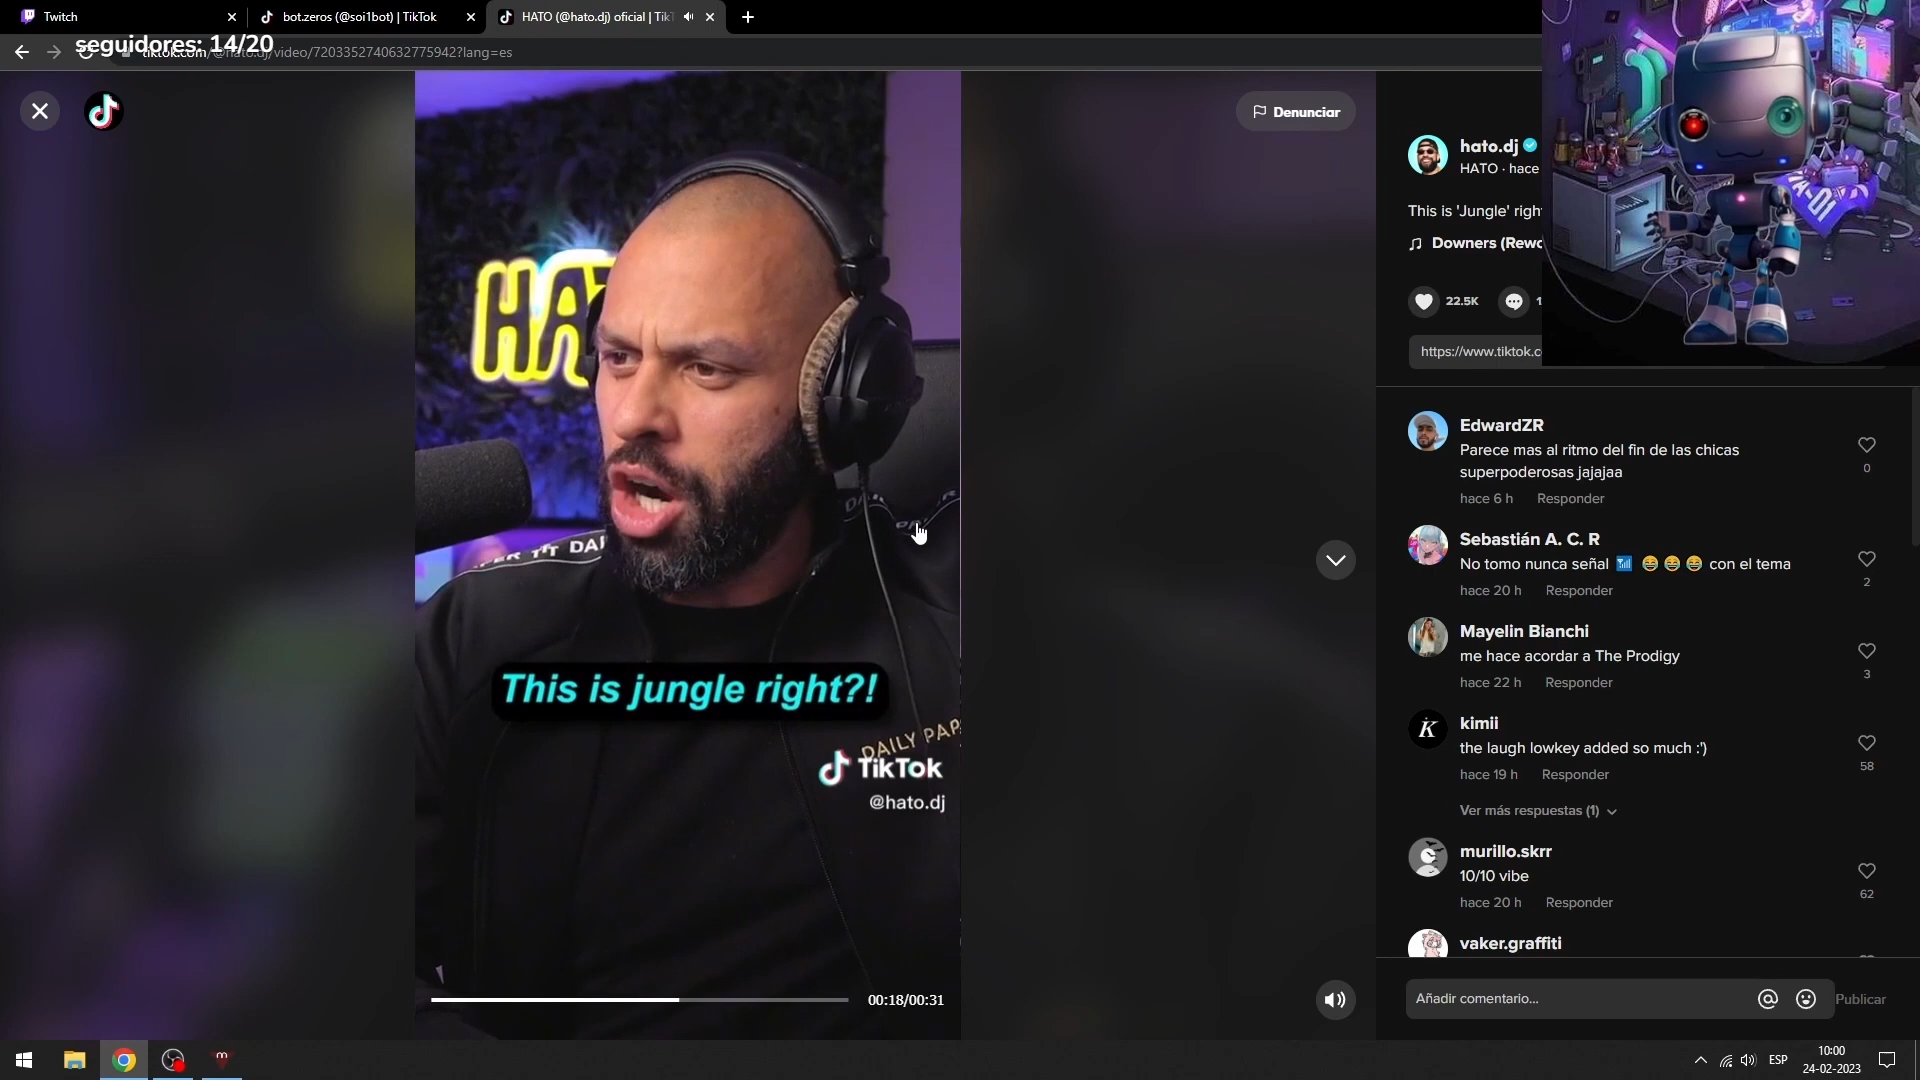 Twitch
bot.zeros (@soi1bot) | TikTok
HATO (@hato.dj) oficial | TikT
seguidores: 14/20
tiktok.com/@hato.dj/video/7203352740632775942?lang=es
Denunciar
hato.dj
HATO · hace
This is 'Jungle' righ
Downers (Rewo
22.5K
1
https://www.tiktok.c
HAT
DAI
This is jungle right?!
DAILY PAP
TikTok
@hato.dj
00:18/00:31
EdwardZR
Parece mas al ritmo del fin de las chicas
superpoderosas jajajaa
0
hace 6 h Responder
Sebastián A. C. R
No tomo nunca señal 📶 😂😂😂 con el tema
2
hace 20 h Responder
Mayelin Bianchi
me hace acordar a The Prodigy
3
hace 22 h Responder
kimii
the laugh lowkey added so much :')
58
hace 19 h Responder
Ver más respuestas (1)
murillo.skrr
10/10 vibe
62
hace 20 h Responder
vaker.graffiti
Añadir comentario...
Publicar
ESP
10:00
24-02-2023